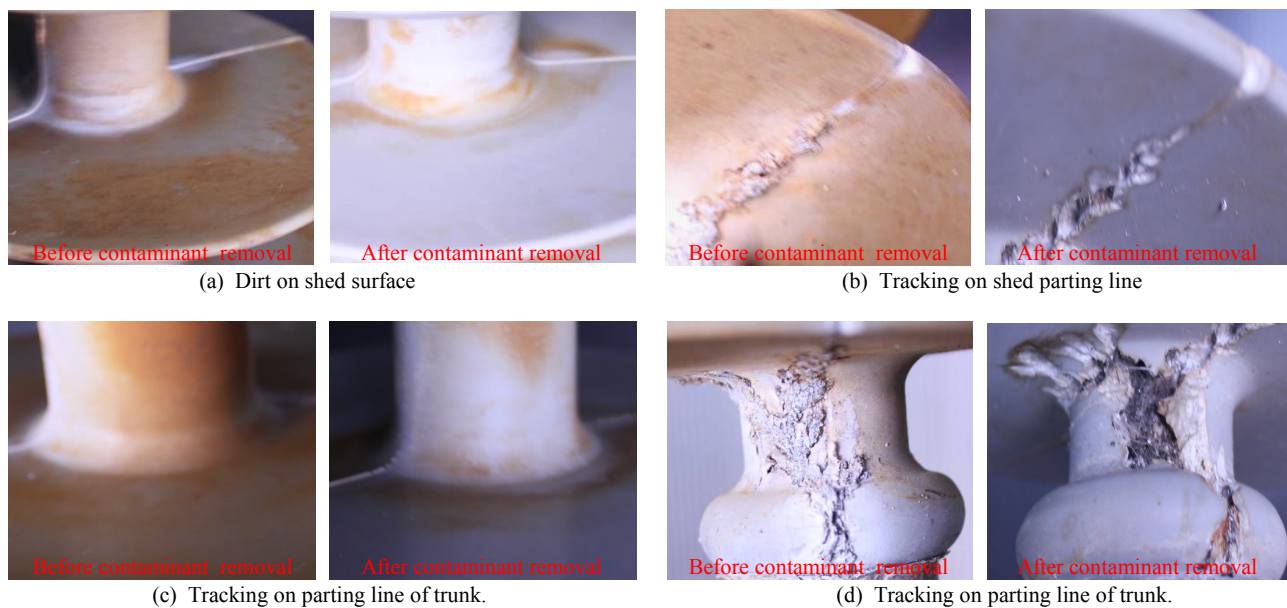 Before contaminant removal
After contaminant removal
Before contaminant removal
After contaminant removal
(a) Dirt on shed surface
(b) Tracking on shed parting line
Before contaminant removal
After contaminant removal
Before contaminant removal
After contaminant removal
(c) Tracking on parting line of trunk.
(d) Tracking on parting line of trunk.